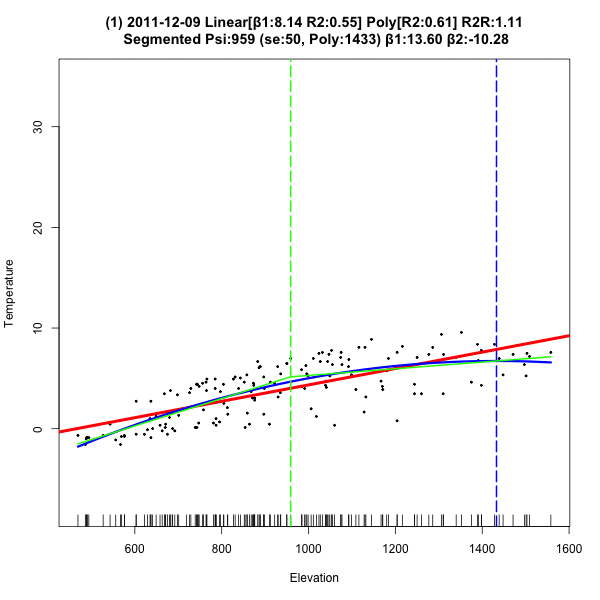 (1) 2011-12-09 Linear[β1:8.14 R2:0.55] Poly[R2:0.61] R2R:1.11
Segmented Psi:959 (se:50, Poly:1433) β1:13.60 β2:-10.28
30
20
10
0
Temperature
600 800 1000 1200 1400 1600
Elevation